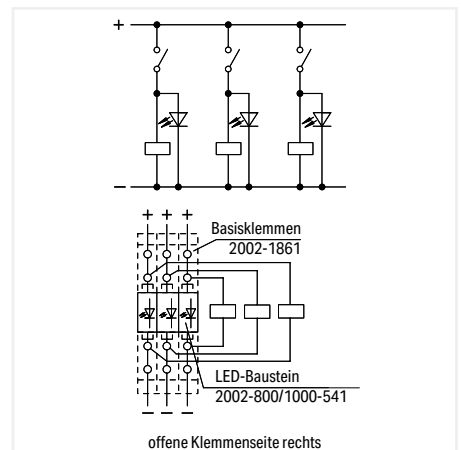 +
−
+ + +
Basisklemmen
2002-1861
LED-Baustein
2002-800/1000-541
− − −
offene Klemmenseite rechts